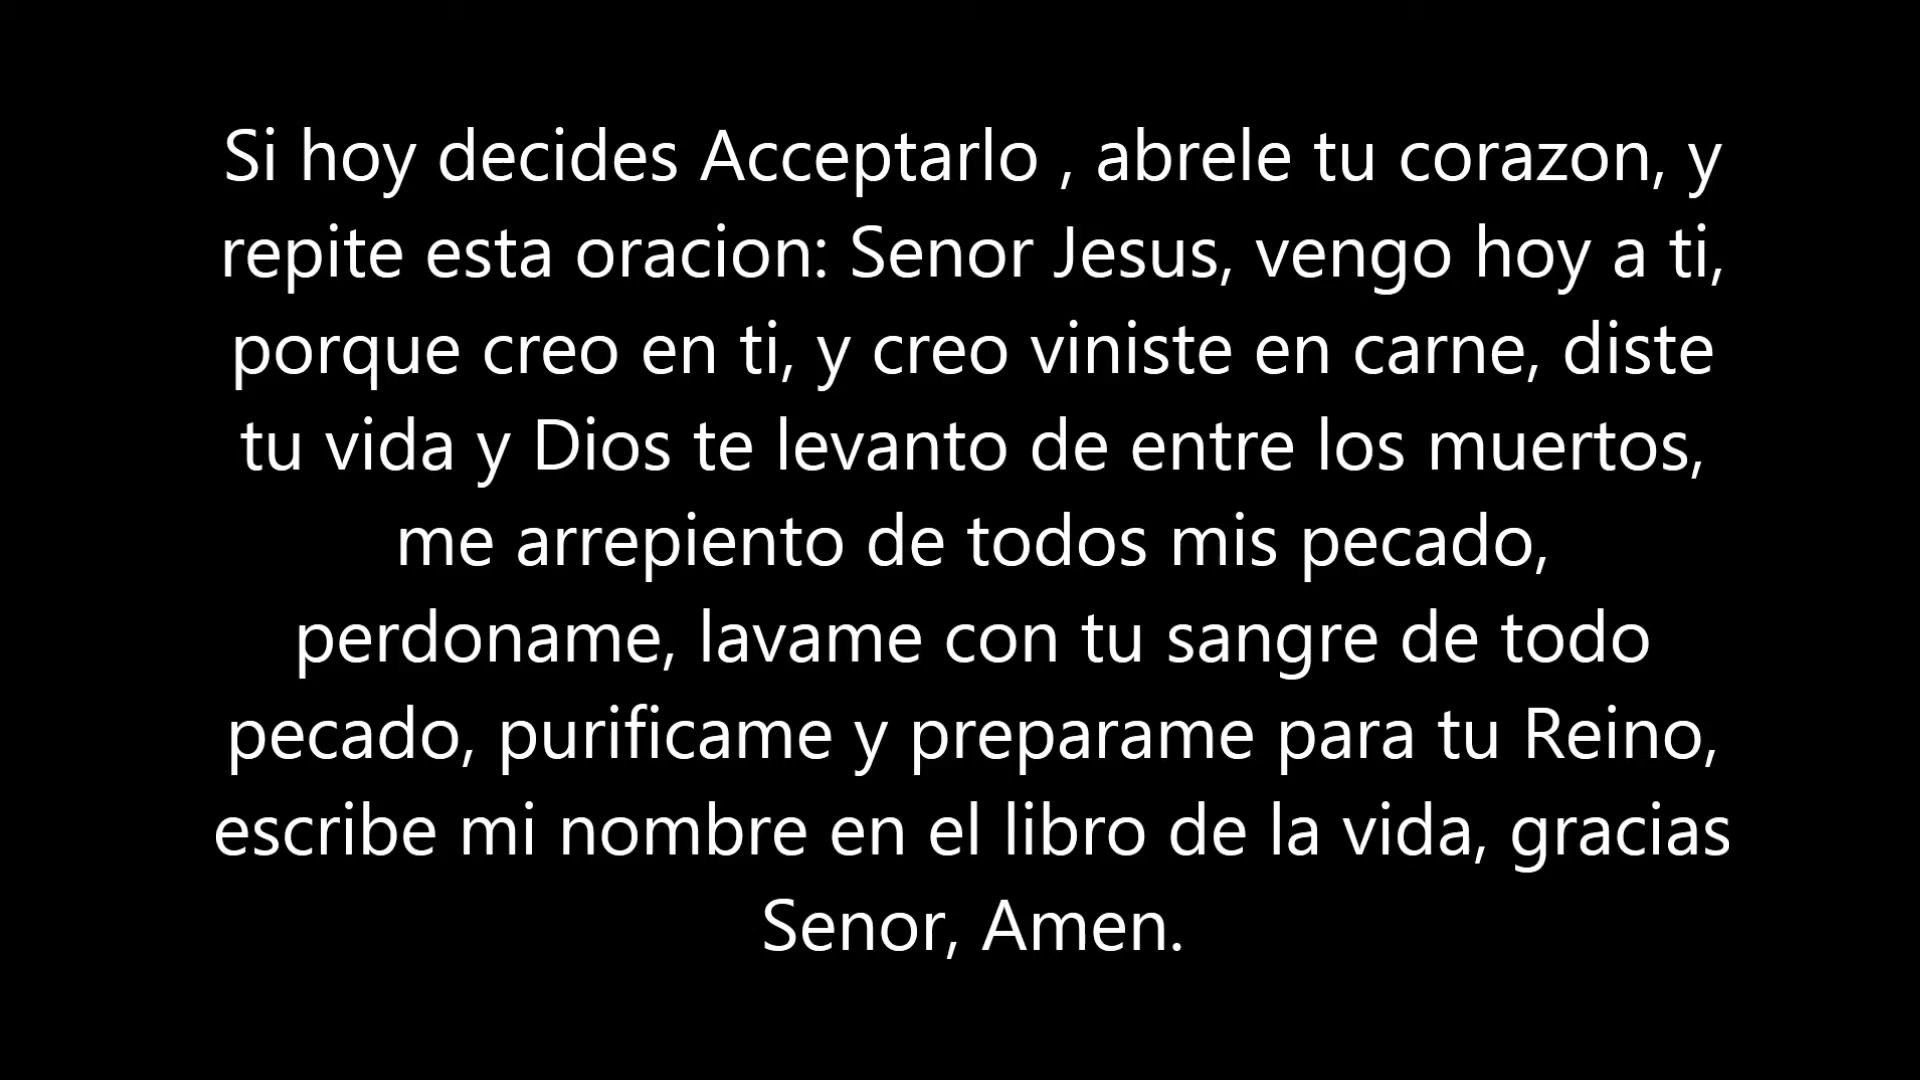 Si hoy decides Acceptarlo , abrele tu corazon, y
repite esta oracion: Senor Jesus, vengo hoy a ti,
porque creo en ti, y creo viniste en carne, diste
tu vida y Dios te levanto de entre los muertos,
me arrepiento de todos mis pecado,
perdoname, lavame con tu sangre de todo
pecado, purificame y preparame para tu Reino,
escribe mi nombre en el libro de la vida, gracias
Senor, Amen.